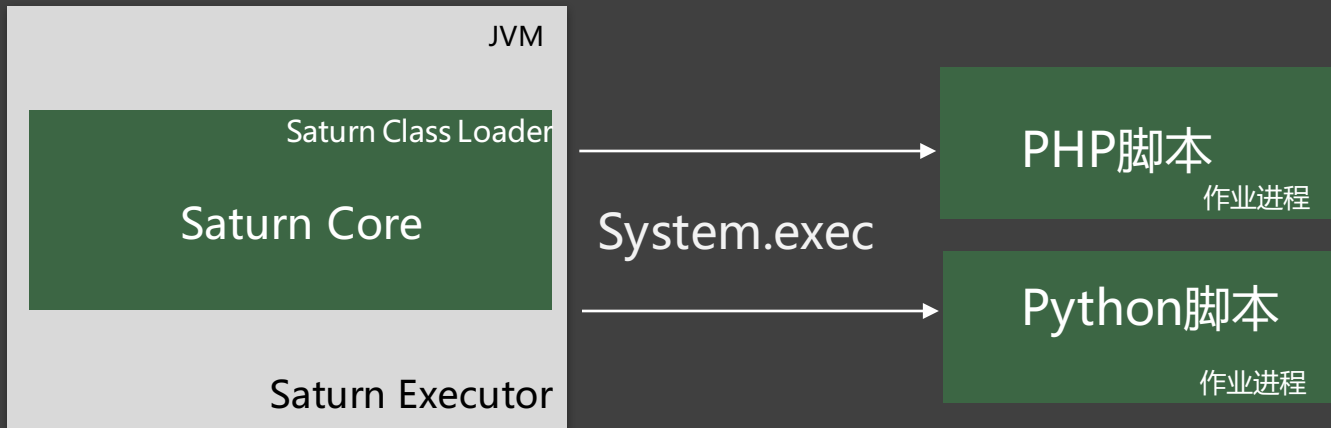 JVM
Saturn Class Loader
Saturn Core
Saturn Executor
System.exec
PHP脚本
作业进程
Python脚本
作业进程